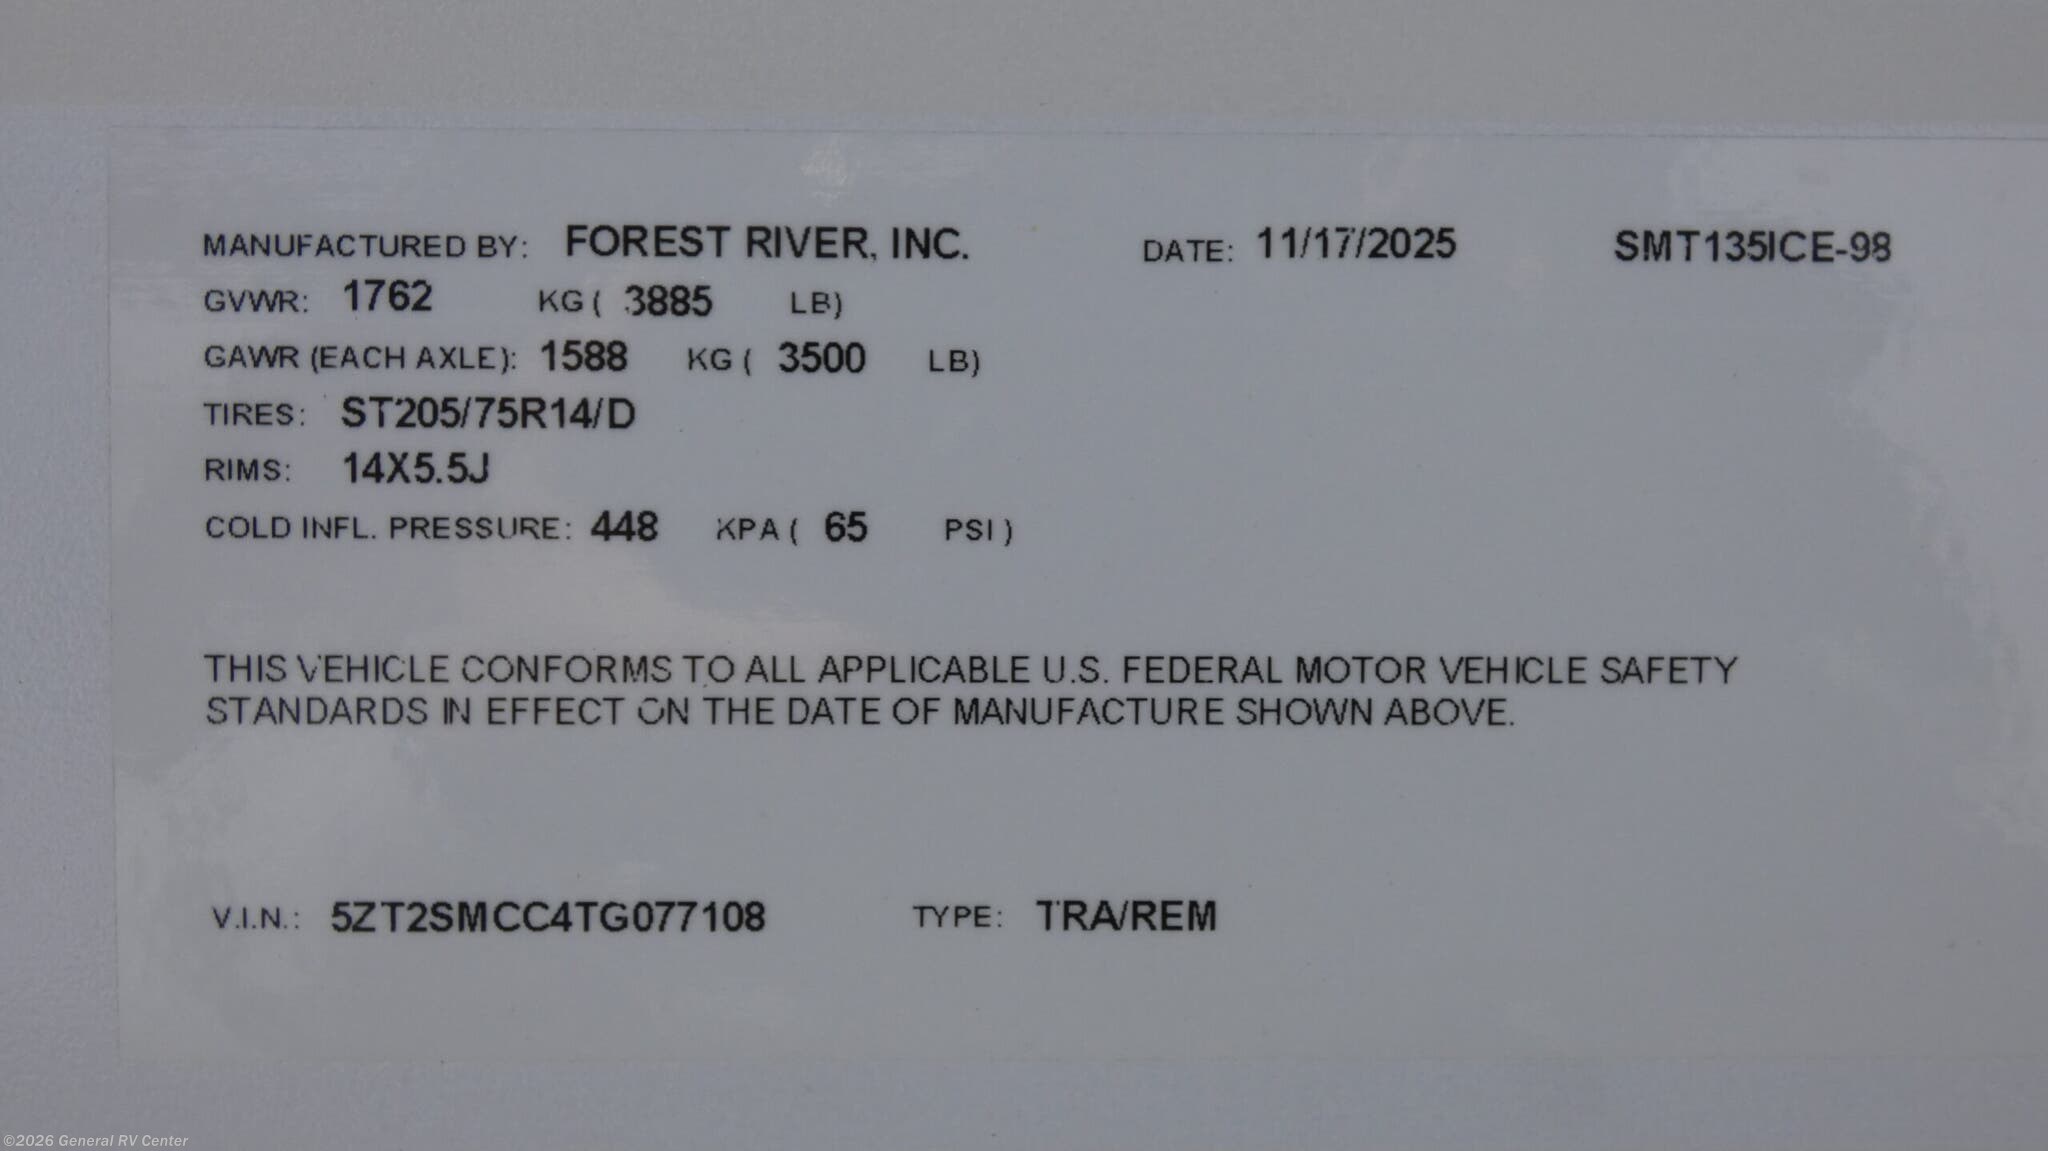 MANUFACTURED BY: FOREST RIVER, INC. DATE: 11/17/2025 SMT135ICE-98
GVWR: 1762 KG ( 3885 LB)
GAWR (EACH AXLE): 1588 KG ( 3500 LB)
TIRES: ST205/75R14/D
RIMS: 14X5.5J
COLD INFL. PRESSURE: 448 KPA ( 65 PSI )
THIS VEHICLE CONFORMS TO ALL APPLICABLE U.S. FEDERAL MOTOR VEHICLE SAFETY
STANDARDS IN EFFECT ON THE DATE OF MANUFACTURE SHOWN ABOVE.
V.I.N.: 5ZT2SMCC4TG077108 TYPE: TRA/REM
©2026 General RV Center